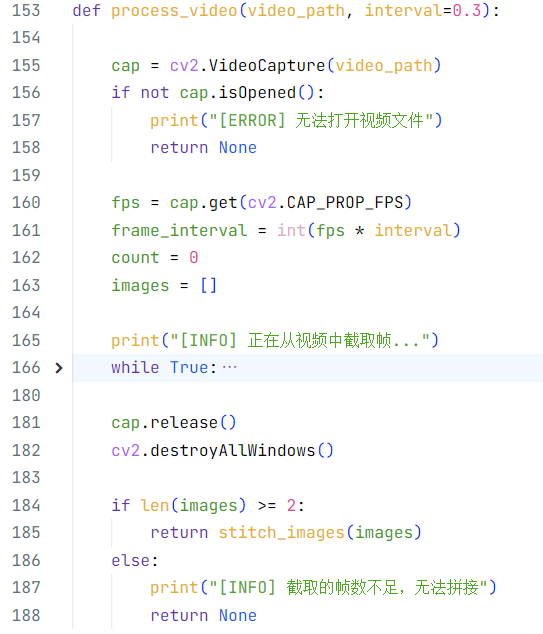 153 def process_video(video_path, interval=0.3):
154
155     cap = cv2.VideoCapture(video_path)
156     if not cap.isOpened():
157         print("[ERROR] 无法打开视频文件")
158         return None
159
160     fps = cap.get(cv2.CAP_PROP_FPS)
161     frame_interval = int(fps * interval)
162     count = 0
163     images = []
164
165     print("[INFO] 正在从视频中截取帧...")
166     while True:···
180
181     cap.release()
182     cv2.destroyAllWindows()
183
184     if len(images) >= 2:
185         return stitch_images(images)
186     else:
187         print("[INFO] 截取的帧数不足，无法拼接")
188         return None